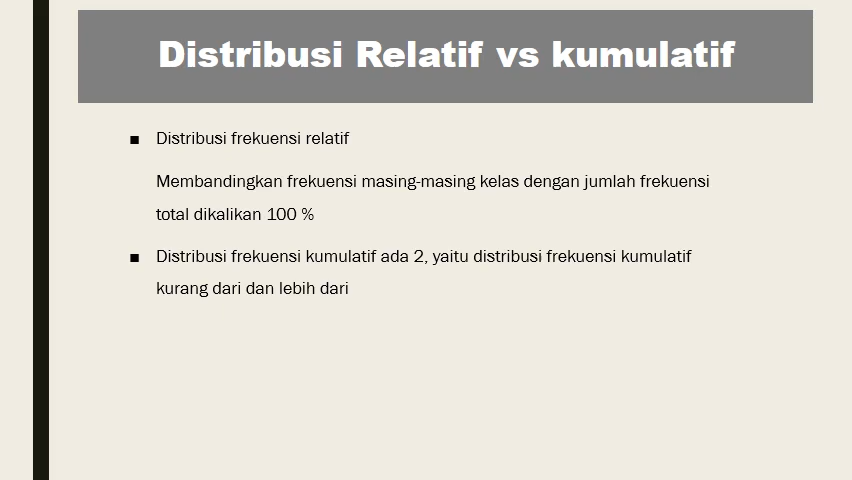 Distribusi Relatif vs kumulatif
■ Distribusi frekuensi relatif
Membandingkan frekuensi masing-masing kelas dengan jumlah frekuensi
total dikalikan 100 %
■ Distribusi frekuensi kumulatif ada 2, yaitu distribusi frekuensi kumulatif
kurang dari dan lebih dari